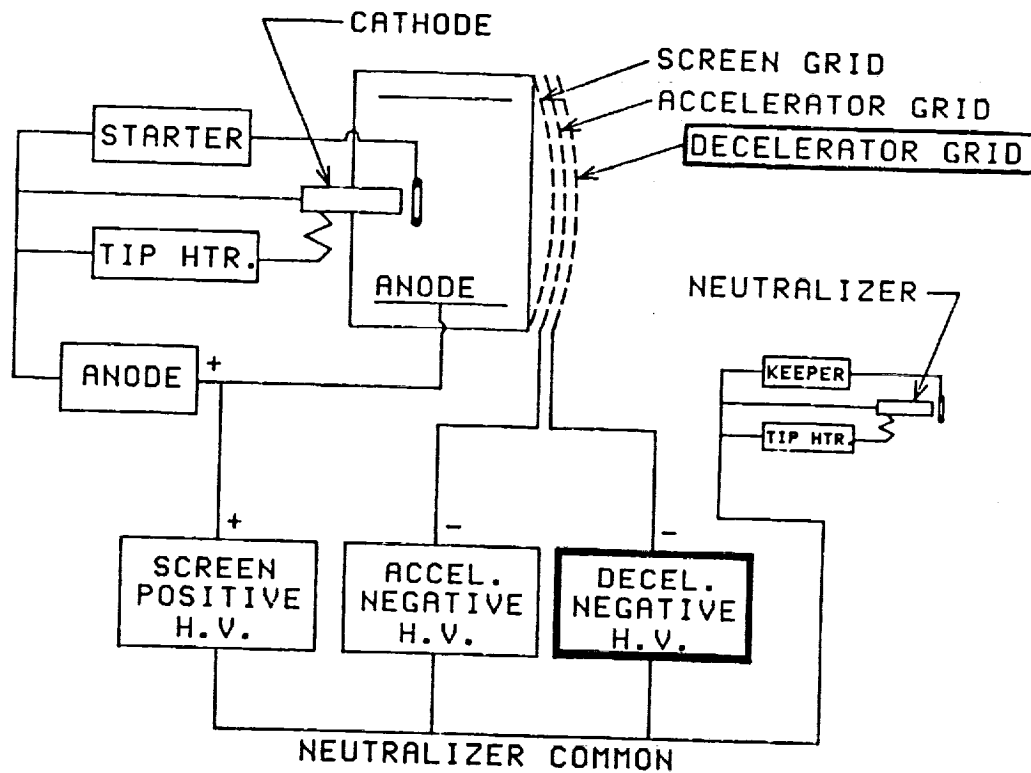 CATHODE
SCREEN GRID
ACCELERATOR GRID
DECELERATOR GRID
STARTER
TIP HTR.
ANODE
NEUTRALIZER
ANODE
+
KEEPER
TIP HTR.
+
-
-
SCREEN
POSITIVE
H.V.
ACCEL.
NEGATIVE
H.V.
DECEL.
NEGATIVE
H.V.
NEUTRALIZER COMMON